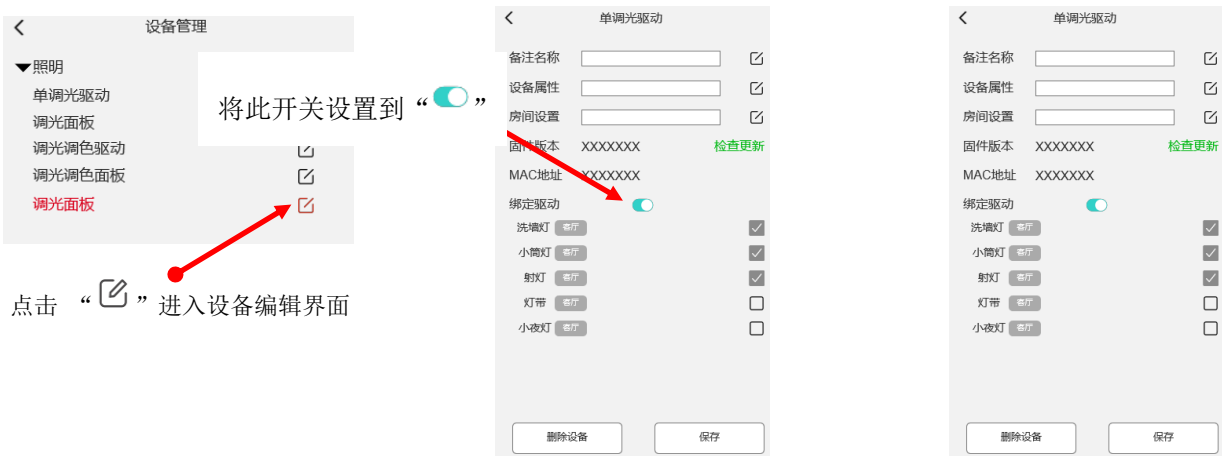 设备管理
▼照明
单调光驱动
调光面板
调光调色驱动
调光调色面板
调光面板
点击 “ ”进入设备编辑界面
将此开关设置到“ ”
单调光驱动
备注名称
设备属性
房间设置
固件版本 XXXXXXX 检查更新
MAC地址 XXXXXXX
绑定驱动
洗墙灯 客厅
小筒灯 客厅
射灯 客厅
灯带 客厅
小夜灯 客厅
删除设备 保存
单调光驱动
备注名称
设备属性
房间设置
固件版本 XXXXXXX 检查更新
MAC地址 XXXXXXX
绑定驱动
洗墙灯 客厅
小筒灯 客厅
射灯 客厅
灯带 客厅
小夜灯 客厅
删除设备 保存